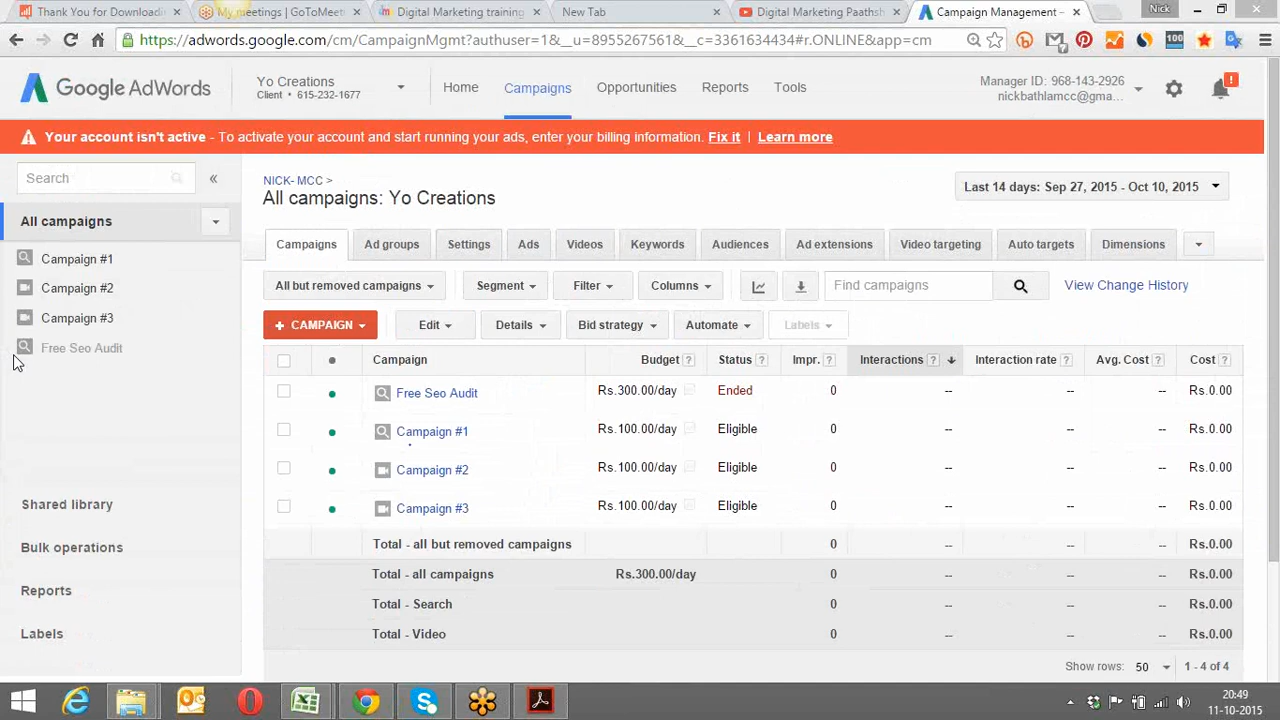 Thank You for Downloadin
My meetings | GoToMeet
Digital Marketing training
New Tab
Digital Marketing Paathsh
Campaign Management –
Nick
https://adwords.google.com/cm/CampaignMgmt?authuser=1&__u=8955267561&__c=3361634434#r.ONLINE&app=cm
100
Google AdWords
Yo Creations
Client • 615-232-1677
Home
Campaigns
Opportunities
Reports
Tools
Manager ID: 968-143-2926
nickbathlamcc@gma...
!
Your account isn't active - To activate your account and start running your ads, enter your billing information. Fix it | Learn more
Search
«
All campaigns
Campaign #1
Campaign #2
Campaign #3
Free Seo Audit
Shared library
Bulk operations
Reports
Labels
NICK- MCC >
All campaigns: Yo Creations
Last 14 days: Sep 27, 2015 - Oct 10, 2015
Campaigns Ad groups Settings Ads Videos Keywords Audiences Ad extensions Video targeting Auto targets Dimensions
All but removed campaigns Segment Filter Columns Find campaigns View Change History
+ CAMPAIGN Edit Details Bid strategy Automate Labels
Campaign Budget ? Status ? Impr. ? Interactions ? Interaction rate ? Avg. Cost ? Cost ?
Free Seo Audit Rs.300.00/day Ended 0 -- -- -- Rs.0.00
Campaign #1 Rs.100.00/day Eligible 0 -- -- -- Rs.0.00
Campaign #2 Rs.100.00/day Eligible 0 -- -- -- Rs.0.00
Campaign #3 Rs.100.00/day Eligible 0 -- -- -- Rs.0.00
Total - all but removed campaigns 0 -- -- -- Rs.0.00
Total - all campaigns Rs.300.00/day 0 -- -- -- Rs.0.00
Total - Search 0 -- -- -- Rs.0.00
Total - Video 0 -- -- -- Rs.0.00
Show rows: 50 1 - 4 of 4
20:49
11-10-2015